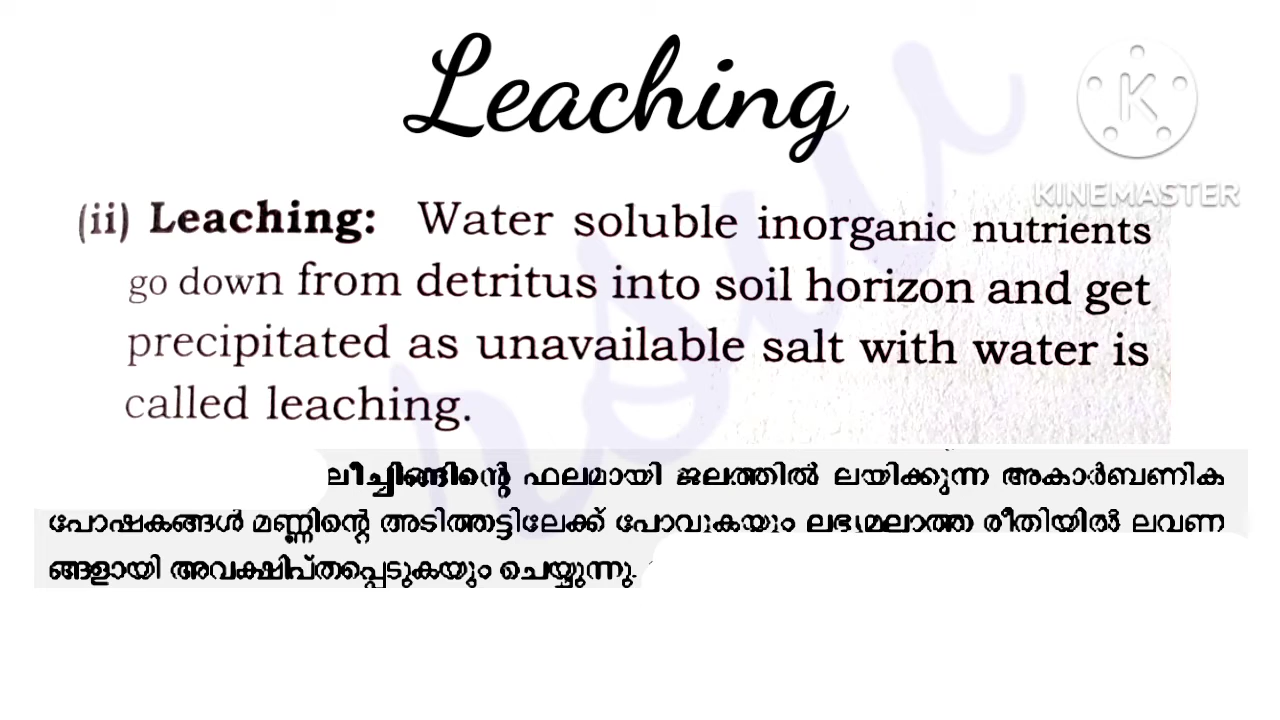 Leaching
KINEMASTER
(ii) Leaching: Water soluble inorganic nutrients
go down from detritus into soil horizon and get
precipitated as unavailable salt with water is
called leaching.
ലീച്ചിങ്ങിന്റെ ഫലമായി ജലത്തിൽ ലയിക്കുന്ന അകാർബണിക
പോഷകങ്ങൾ മണ്ണിന്റെ അടിത്തട്ടിലേക്ക് പോവുകയും ലഭ്യമല്ലാത്ത രീതിയിൽ ലവണ
ങ്ങളായി അവക്ഷിപ്തപ്പെടുകയും ചെയ്യുന്നു.